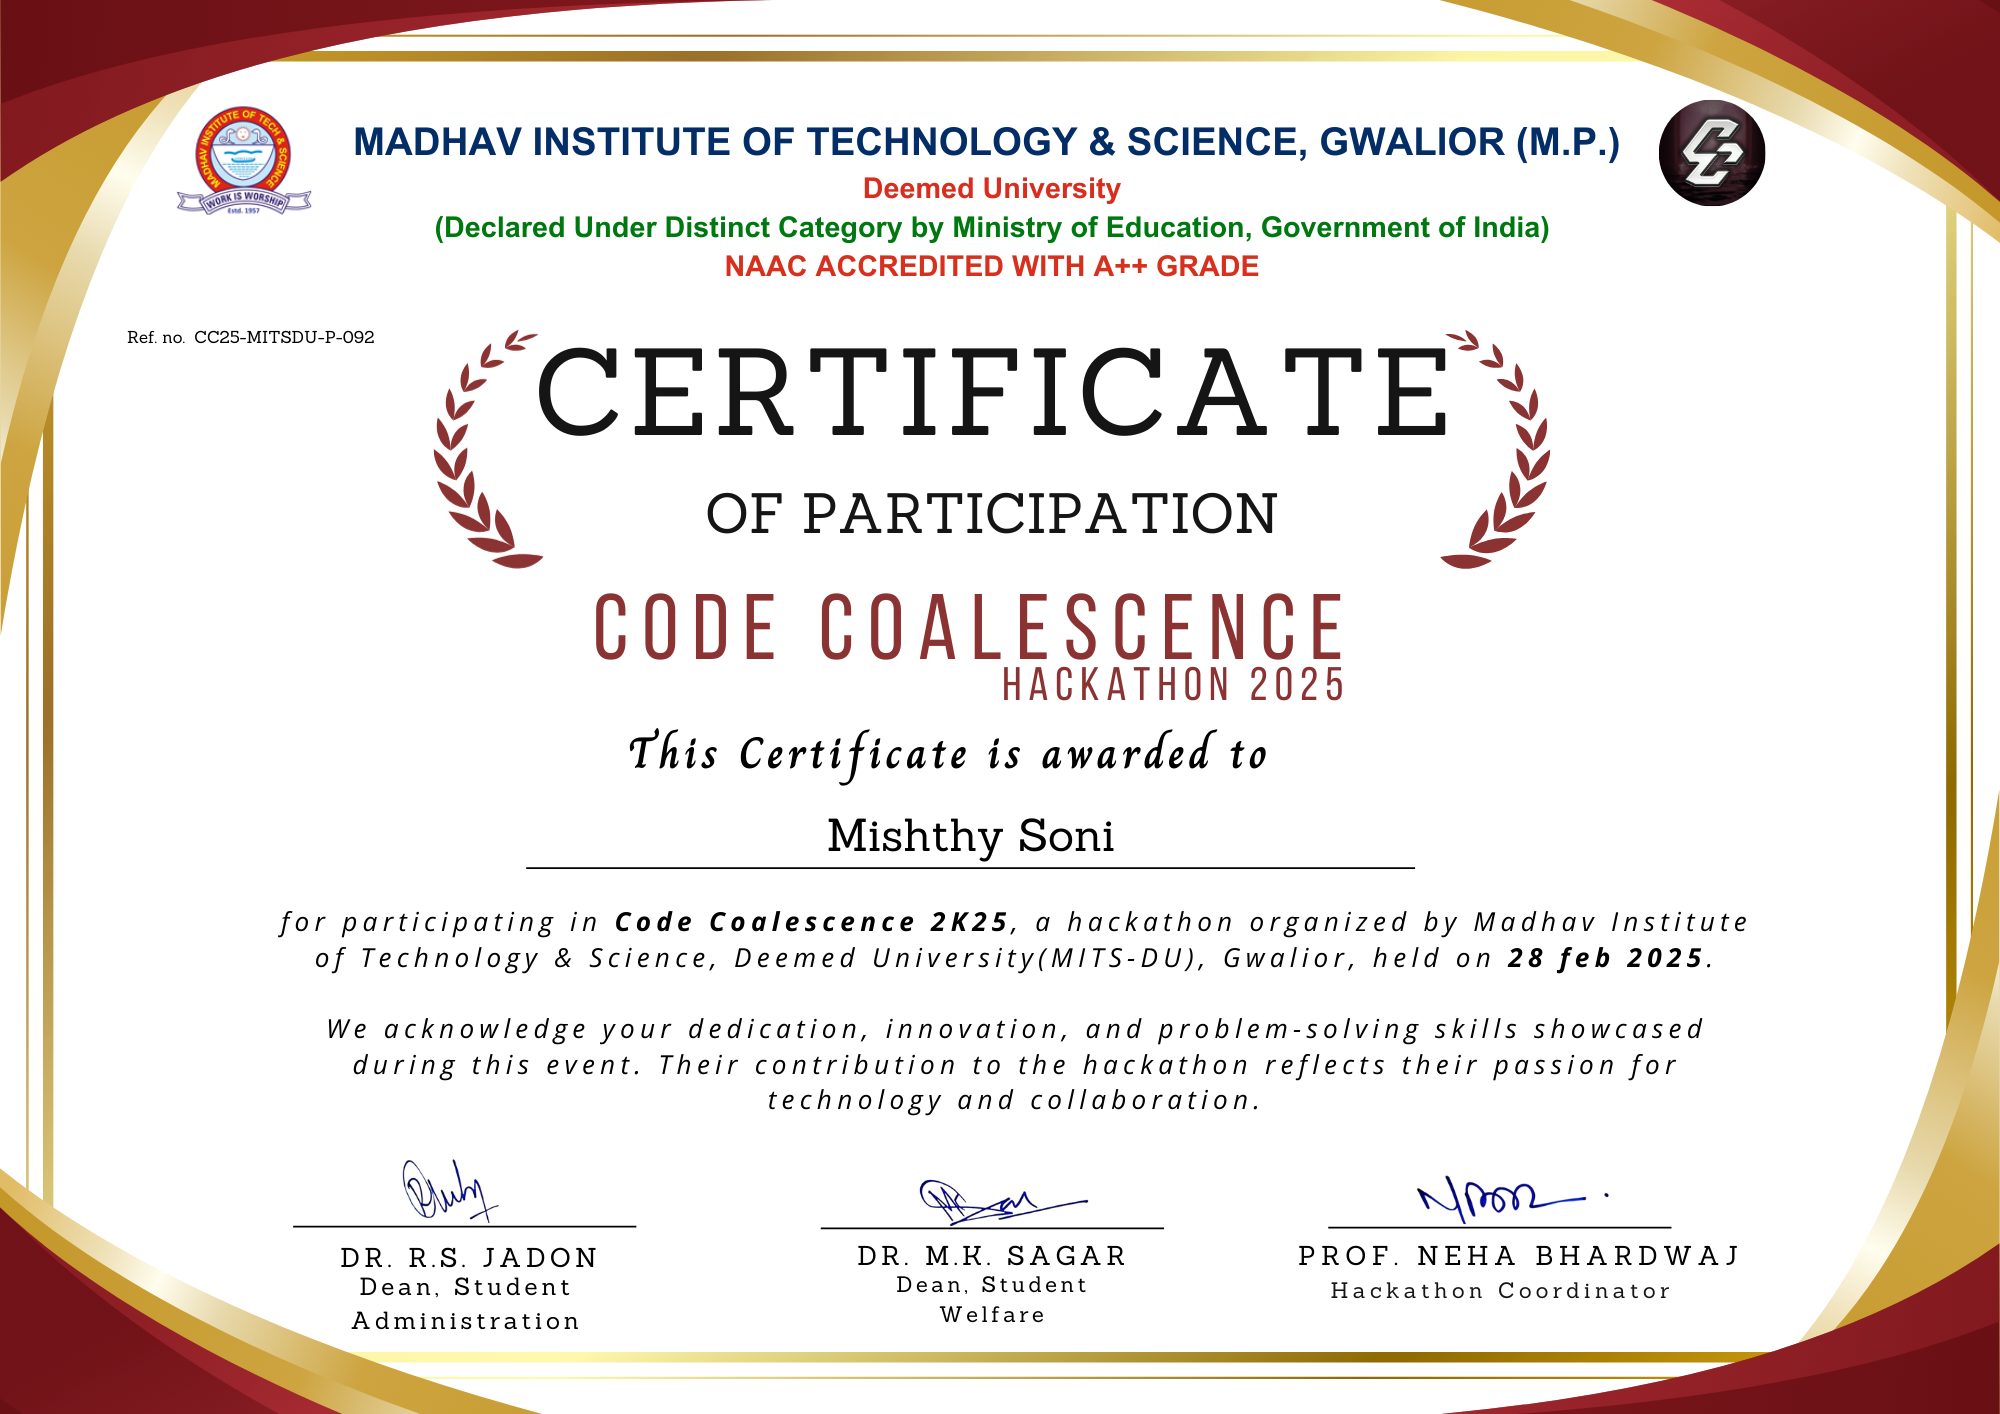 MADHAV INSTITUTE OF TECH & SCIENCE
WORK IS WORSHIP
Estd. 1957
MADHAV INSTITUTE OF TECHNOLOGY & SCIENCE, GWALIOR (M.P.)
Deemed University
(Declared Under Distinct Category by Ministry of Education, Government of India)
NAAC ACCREDITED WITH A++ GRADE
Ref. no. CC25-MITSDU-P-092
CERTIFICATE
OF PARTICIPATION
CODE COALESCENCE
HACKATHON 2025
This Certificate is awarded to
Mishthy Soni
for participating in Code Coalescence 2K25, a hackathon organized by Madhav Institute
of Technology & Science, Deemed University(MITS-DU), Gwalior, held on 28 feb 2025.
We acknowledge your dedication, innovation, and problem-solving skills showcased
during this event. Their contribution to the hackathon reflects their passion for
technology and collaboration.
DR. R.S. JADON
Dean, Student
Administration
DR. M.K. SAGAR
Dean, Student
Welfare
PROF. NEHA BHARDWAJ
Hackathon Coordinator